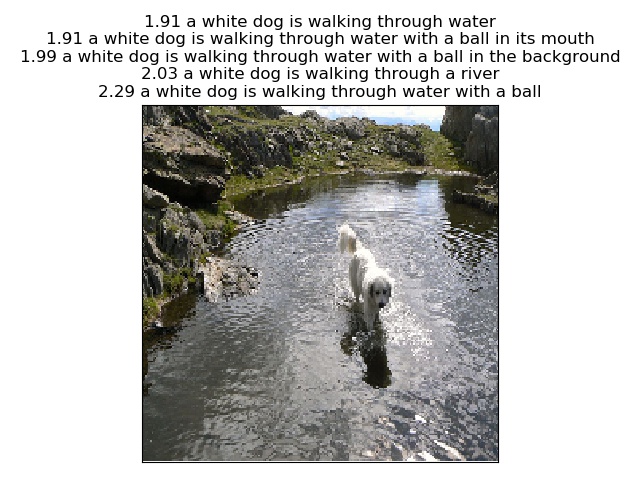 1.91 a white dog is walking through water
1.91 a white dog is walking through water with a ball in its mouth
1.99 a white dog is walking through water with a ball in the background
2.03 a white dog is walking through a river
2.29 a white dog is walking through water with a ball